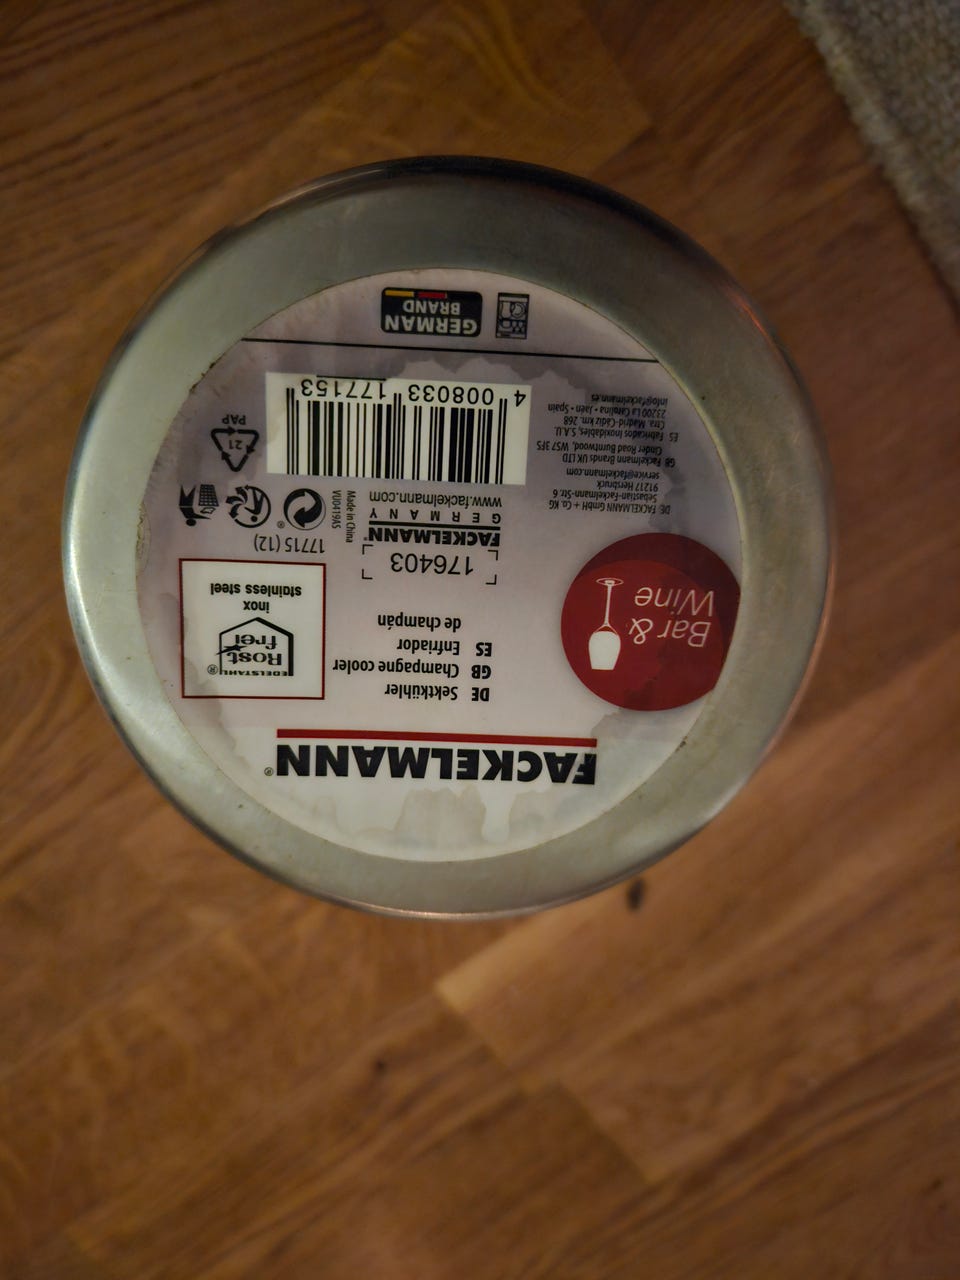 FACKELMANN®
DE Sektkühler
GB Champagne cooler
ES Enfriador
de champán
Bar &
Wine
EDELSTAHL
Rost
frei®
inox
stainless steel
176403
17715 (12)
FACKELMANN®
GERMANY
www.fackelmann.com
Made in China
VI0419AS
DE FACKELMANN GmbH + Co. KG
Sebastian-Fackelmann-Str. 6
91217 Hersbruck
service@fackelmann.com
GB Fackelmann Brands UK LTD
Cinder Road Burntwood, WS7 3FS
ES Fabricados Inoxidables, S.A.U.
Ctra. Madrid-Cádiz km. 268
23200 La Carolina • Jaén • Spain
info@fackelmann.es
21
PAP
4 008033 177153
GERMAN
BRAND